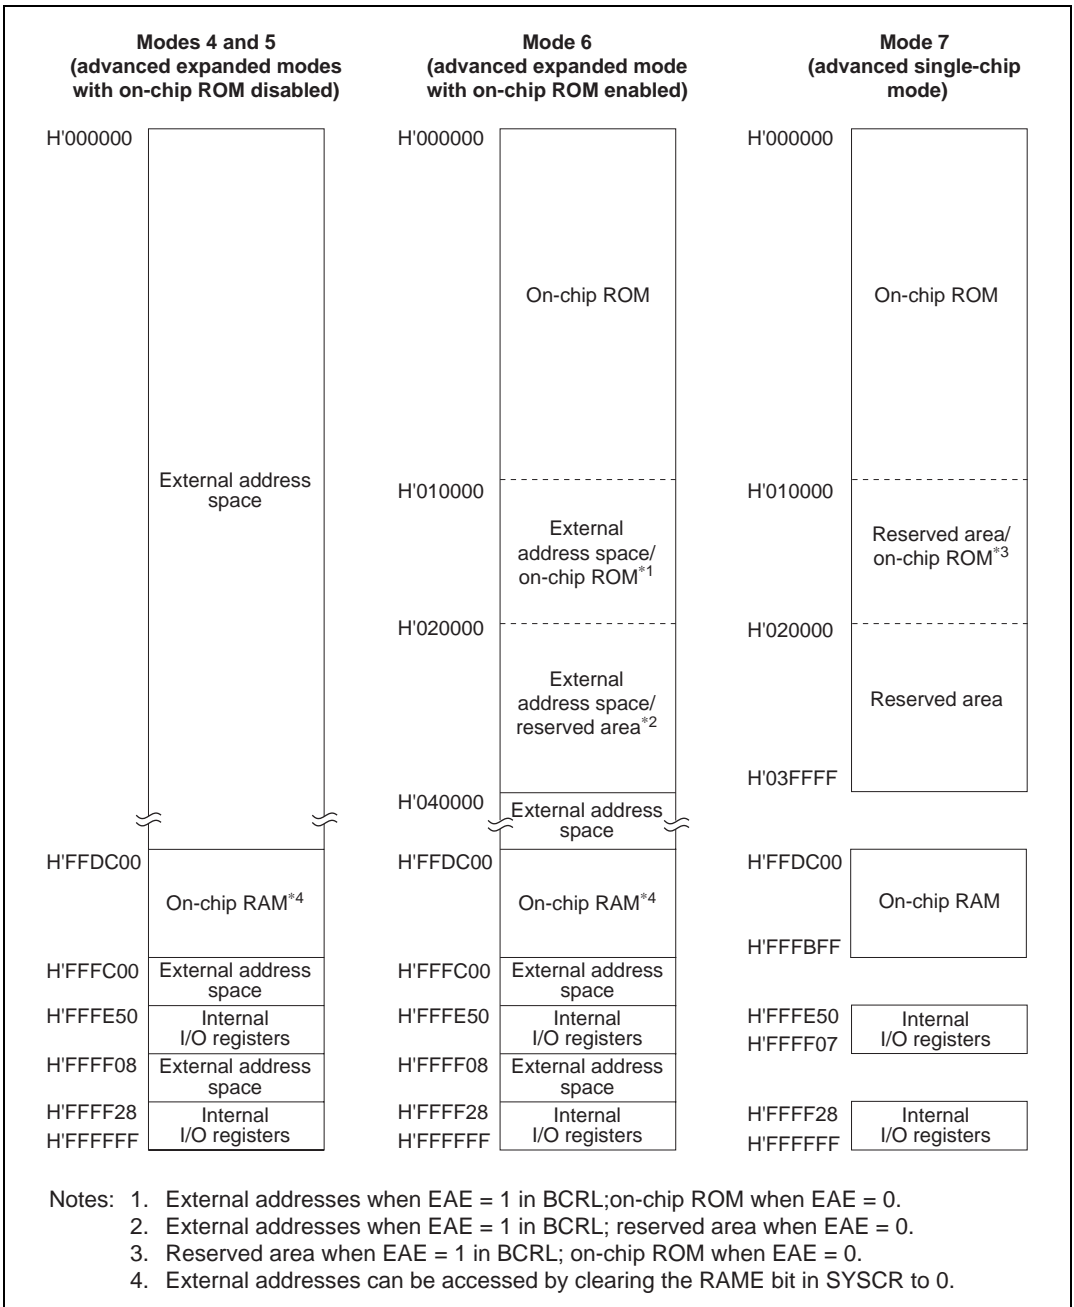 Modes 4 and 5
(advanced expanded modes
with on-chip ROM disabled)
H'000000
External address
space
H'FFDC00
On-chip RAM*4
H'FFFC00
External address
space
H'FFFE50
Internal
I/O registers
H'FFFF08
External address
space
H'FFFF28
Internal
I/O registers
H'FFFFFF
Mode 6
(advanced expanded mode
with on-chip ROM enabled)
H'000000
On-chip ROM
H'010000
External
address space/
on-chip ROM*1
H'020000
External
address space/
reserved area*2
H'040000
External address
space
H'FFDC00
On-chip RAM*4
H'FFFC00
External address
space
H'FFFE50
Internal
I/O registers
H'FFFF08
External address
space
H'FFFF28
Internal
I/O registers
H'FFFFFF
Mode 7
(advanced single-chip
mode)
H'000000
On-chip ROM
H'010000
Reserved area/
on-chip ROM*3
H'020000
Reserved area
H'03FFFF
H'FFDC00
On-chip RAM
H'FFFBFF
H'FFFE50
Internal
I/O registers
H'FFFF07
H'FFFF28
Internal
I/O registers
H'FFFFFF
Notes: 1. External addresses when EAE = 1 in BCRL;on-chip ROM when EAE = 0.
2. External addresses when EAE = 1 in BCRL; reserved area when EAE = 0.
3. Reserved area when EAE = 1 in BCRL; on-chip ROM when EAE = 0.
4. External addresses can be accessed by clearing the RAME bit in SYSCR to 0.